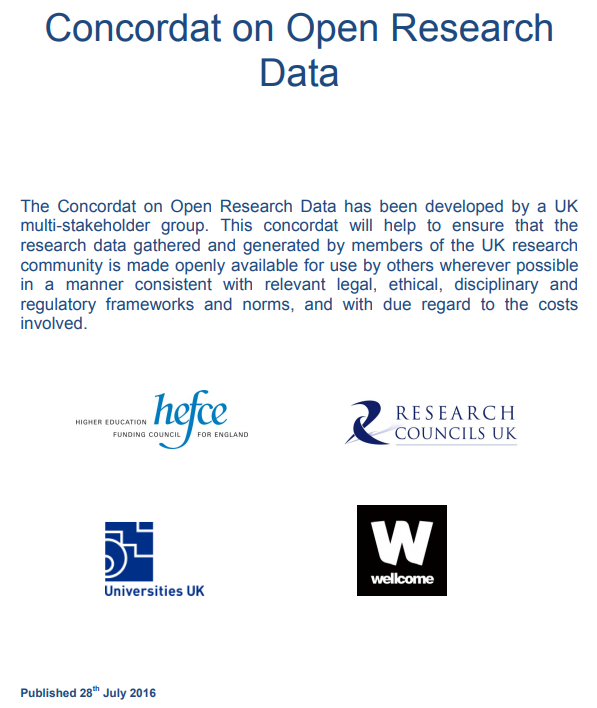 Concordat on Open Research
Data
The Concordat on Open Research Data has been developed by a UK
multi-stakeholder group. This concordat will help to ensure that the
research data gathered and generated by members of the UK research
community is made openly available for use by others wherever possible
in a manner consistent with relevant legal, ethical, disciplinary and
regulatory frameworks and norms, and with due regard to the costs
involved.
HIGHER EDUCATION hefce
FUNDING COUNCIL FOR ENGLAND
RESEARCH
COUNCILS UK
Universities UK
W
wellcome
Published 28th July 2016